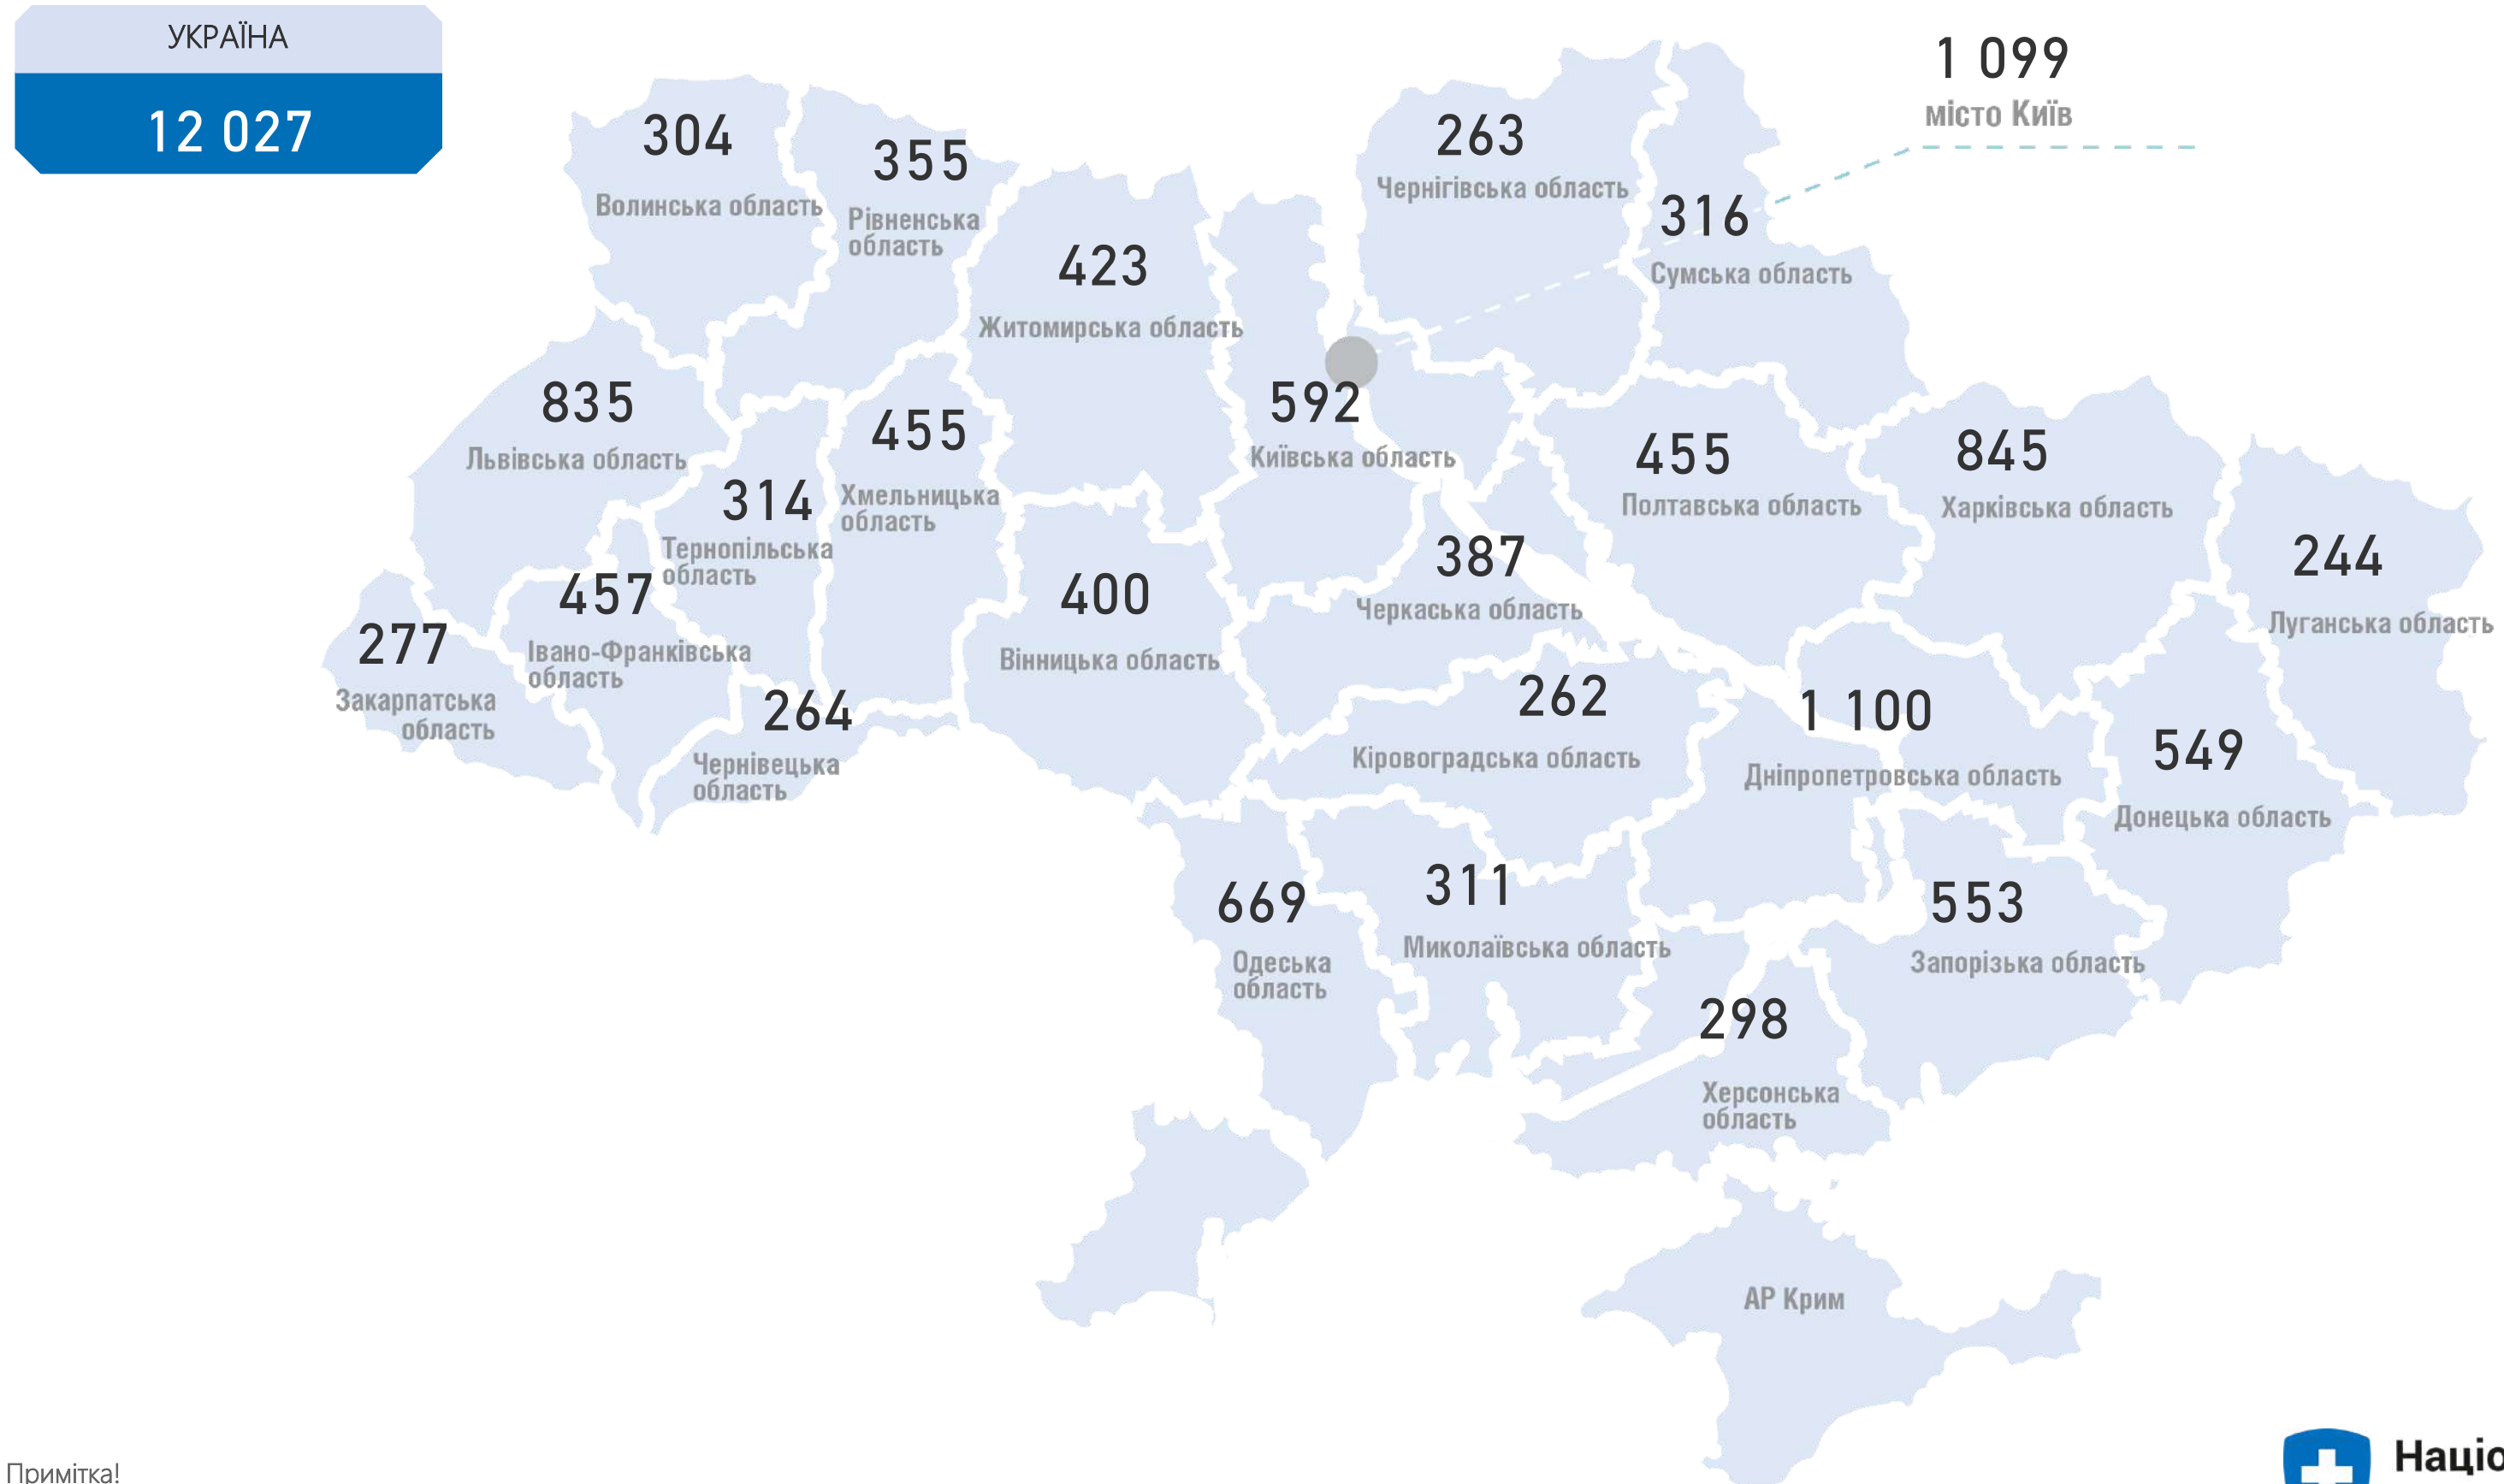 УКРАЇНА
12 027
1 099
місто Київ
304
Волинська область
355
Рівненська
область
263
Чернігівська область
316
Сумська область
423
Житомирська область
835
Львівська область
455
Хмельницька
область
592
Київська область
455
Полтавська область
845
Харківська область
314
Тернопільська
область
244
Луганська область
387
Черкаська область
457
Івано-Франківська
область
400
Вінницька область
277
Закарпатська
область
264
Чернівецька
область
262
Кіровоградська область
1 100
Дніпропетровська область
549
Донецька область
669
Одеська
область
311
Миколаївська область
553
Запорізька область
298
Херсонська
область
АР Крим
Примітка!
Націо